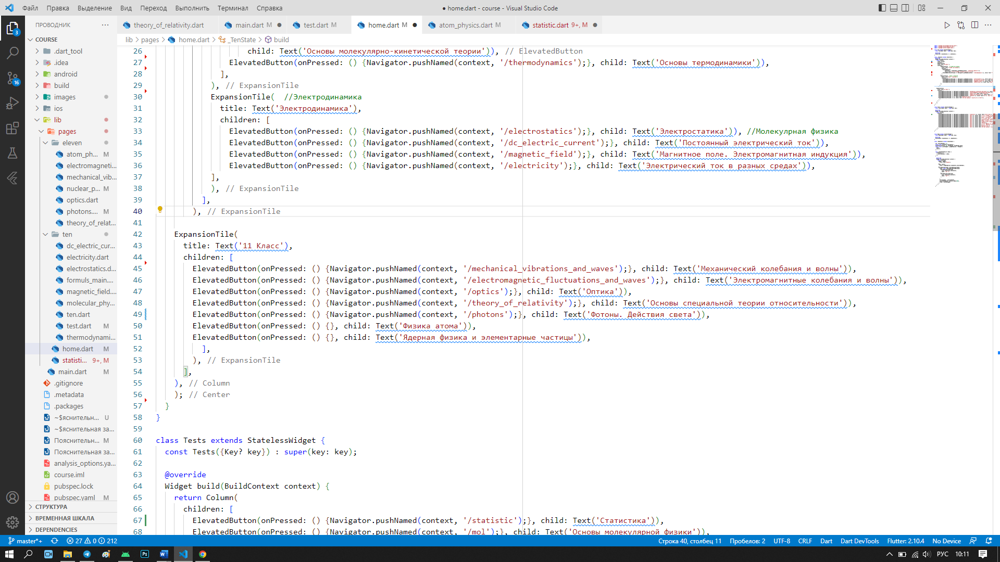 Файл Правка Выделение Вид Переход Выполнить Терминал Справка
● home.dart - course - Visual Studio Code
ПРОВОДНИК
theory_of_relativity.dart main.dart M test.dart M home.dart M atom_physics.dart M statistic.dart 9+, M
lib > pages > home.dart > _TenState > build
3
16
COURSE
.dart_tool
.idea
android
build
images
ios
lib
pages
eleven
atom_ph... M
electromagneti...
mechanical_vib...
nuclear_p... M
optics.dart
photons.... M
theory_of_relat...
ten
dc_electric_cur...
electricity.dart
electrostatics.d...
formuls_main....
magnetic_field....
molecular_phy...
ten.dart
test.dart M
thermodynami...
home.dart M
statisti... 9+, M
main.dart M
.gitignore
.metadata
.packages
~$яснительн... U
~$яснительная за...
Пояснительн... M
Пояснительная за...
analysis_options.ya...
course.iml
pubspec.lock
pubspec.yaml M
СТРУКТУРА
ВРЕМЕННАЯ ШКАЛА
DEPENDENCIES
26 child: Text('Основы молекулярно-кинетической теории')), // ElevatedButton
27 ElevatedButton(onPressed: () {Navigator.pushNamed(context, '/thermodynamics');}, child: Text('Основы термодинамики')),
28 ],
29 ), // ExpansionTile
30 ExpansionTile( //Электродинамика
31 title: Text('Электродинамика'),
32 children: [
33 ElevatedButton(onPressed: () {Navigator.pushNamed(context, '/electrostatics');}, child: Text('Электростатика')), //Молекулрная физика
34 ElevatedButton(onPressed: () {Navigator.pushNamed(context, '/dc_electric_current');}, child: Text('Постоянный электрический ток')),
35 ElevatedButton(onPressed: () {Navigator.pushNamed(context, '/magnetic_field');}, child: Text('Магнитное поле. Электромагнитная индукция')),
36 ElevatedButton(onPressed: () {Navigator.pushNamed(context, '/electricity');}, child: Text('Электрический ток в разных средах')),
37 ],
38 ), // ExpansionTile
39 ],
40 ), // ExpansionTile
41
42 ExpansionTile(
43 title: Text('11 Класс'),
44 children: [
45 ElevatedButton(onPressed: () {Navigator.pushNamed(context, '/mechanical_vibrations_and_waves');}, child: Text('Механический колебания и волны')),
46 ElevatedButton(onPressed: () {Navigator.pushNamed(context, '/electromagnetic_fluctuations_and_waves');}, child: Text('Электромагнитные колебания и волны')),
47 ElevatedButton(onPressed: () {Navigator.pushNamed(context, '/optics');}, child: Text('Оптика')),
48 ElevatedButton(onPressed: () {Navigator.pushNamed(context, '/theory_of_relativity');}, child: Text('Основы специальной теории относительности')),
49 ElevatedButton(onPressed: () {Navigator.pushNamed(context, '/photons');}, child: Text('Фотоны. Действия света')),
50 ElevatedButton(onPressed: () {}, child: Text('Физика атома')),
51 ElevatedButton(onPressed: () {}, child: Text('Ядерная физика и элементарные частицы')),
52 ],
53 ), // ExpansionTile
54 ],
55 ), // Column
56 ); // Center
57 }
58 }
59
60 class Tests extends StatelessWidget {
61 const Tests({Key? key}) : super(key: key);
62
63 @override
64 Widget build(BuildContext context) {
65 return Column(
66 children: [
67 ElevatedButton(onPressed: () {Navigator.pushNamed(context, '/statistic');}, child: Text('Статистика')),
68 ElevatedButton(onPressed: () {Navigator.pushNamed(context, '/mol');}, child: Text('Основы молекулярной физики')),
master*+ 27 0 212
Строка 40, столбец 11 Пробелов: 2 UTF-8 CRLF Dart Dart DevTools Flutter: 2.10.4 No Device
Ps W
РУС 10:11